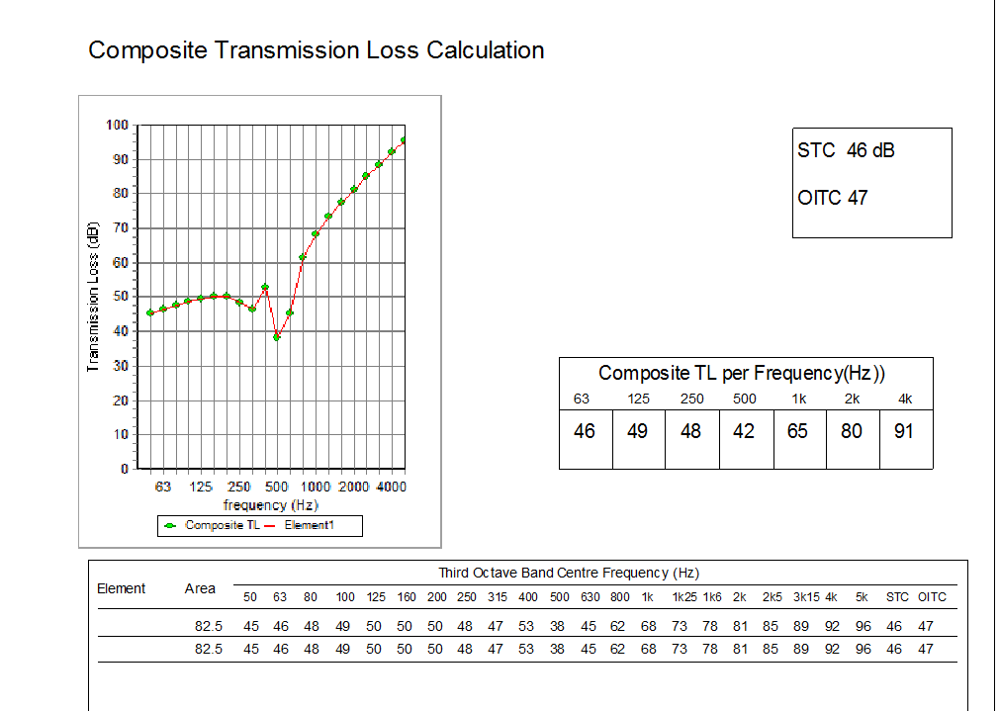 Composite Transmission Loss Calculation
100
90
80
70
60
50
40
30
20
10
0
Transmission Loss (dB)
63 125 250 500 1000 2000 4000
frequency (Hz)
Composite TL Element1
STC 46 dB
OITC 47
Composite TL per Frequency(Hz))
63 125 250 500 1k 2k 4k
46 49 48 42 65 80 91
Third Octave Band Centre Frequency (Hz)
Element Area
50 63 80 100 125 160 200 250 315 400 500 630 800 1k 1k25 1k6 2k 2k5 3k15 4k 5k STC OITC
82.5 45 46 48 49 50 50 50 48 47 53 38 45 62 68 73 78 81 85 89 92 96 46 47
82.5 45 46 48 49 50 50 50 48 47 53 38 45 62 68 73 78 81 85 89 92 96 46 47